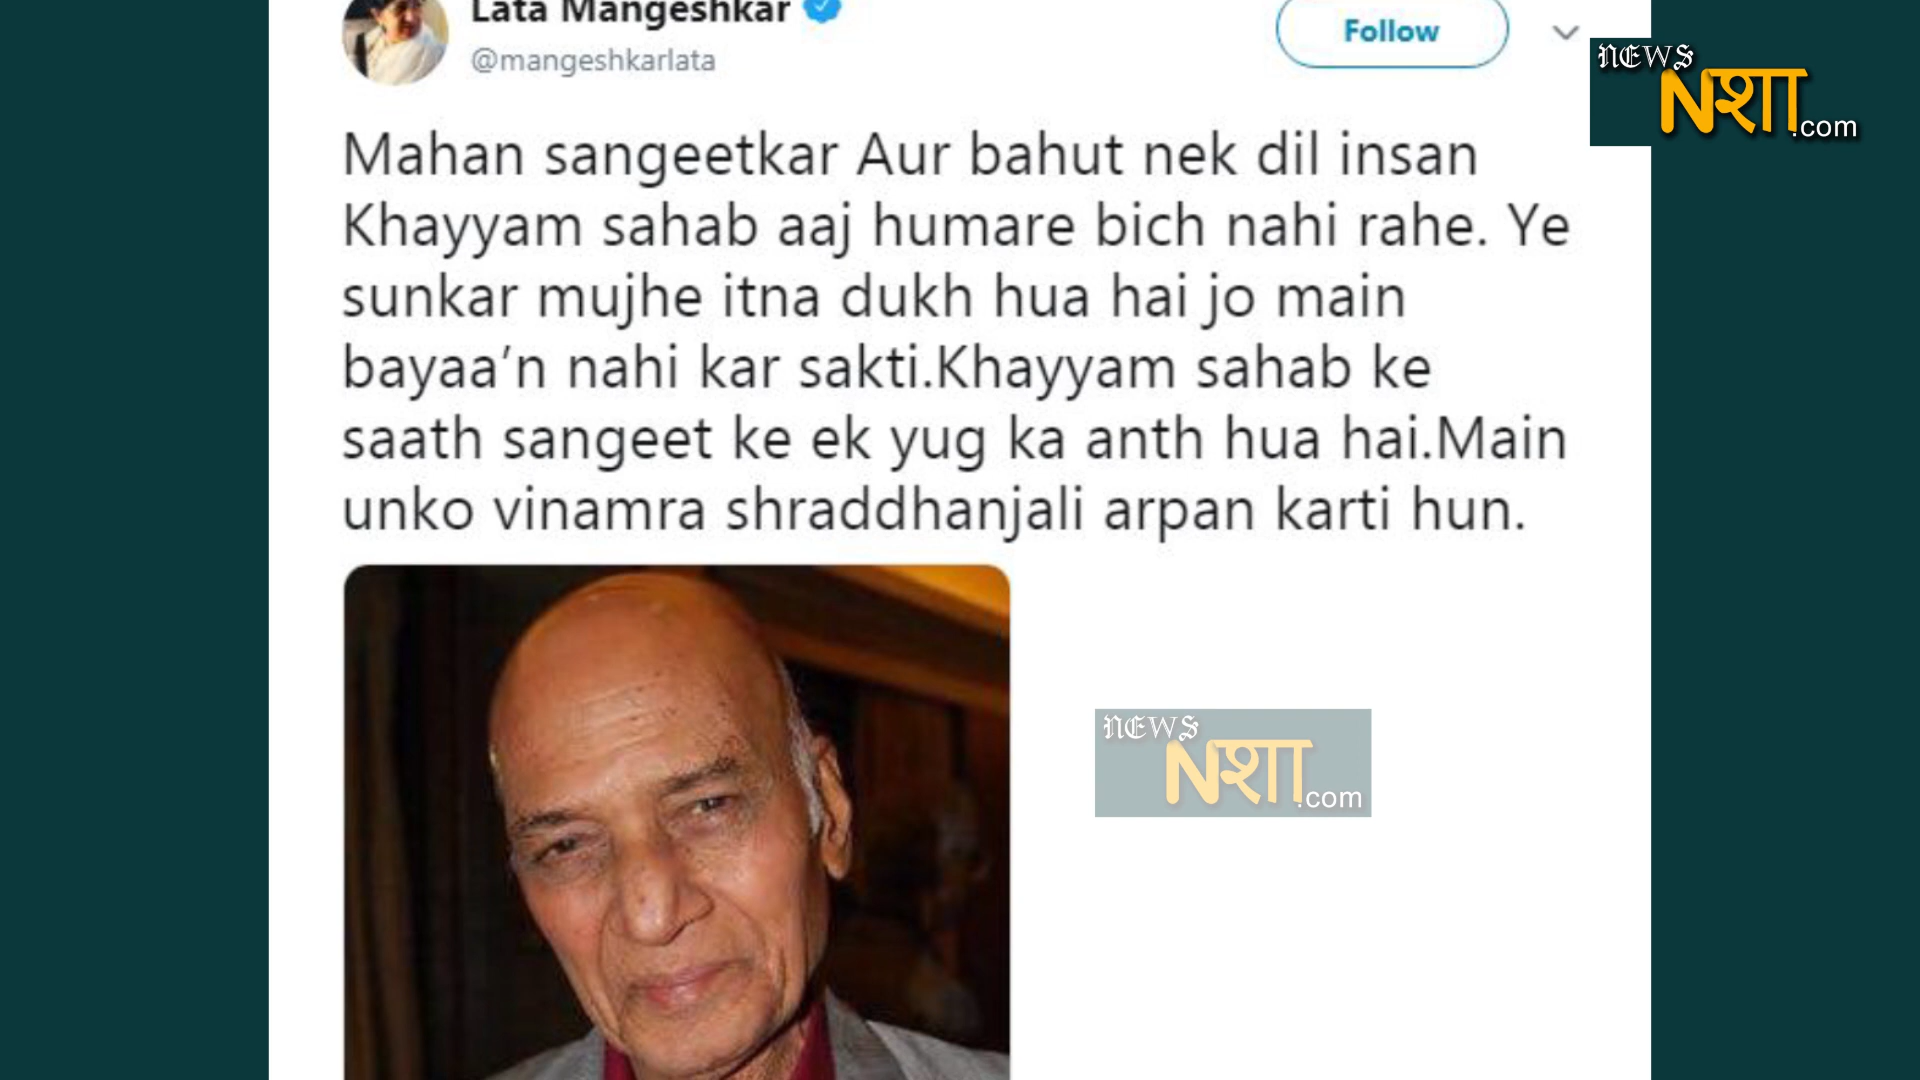 Lata Mangeshkar
@mangeshkarlata
Follow
NEWS
Nशा
.com
Mahan sangeetkar Aur bahut nek dil insan
Khayyam sahab aaj humare bich nahi rahe. Ye
sunkar mujhe itna dukh hua hai jo main
bayaa’n nahi kar sakti.Khayyam sahab ke
saath sangeet ke ek yug ka anth hua hai.Main
unko vinamra shraddhanjali arpan karti hun.
NEWS
Nशा
.com